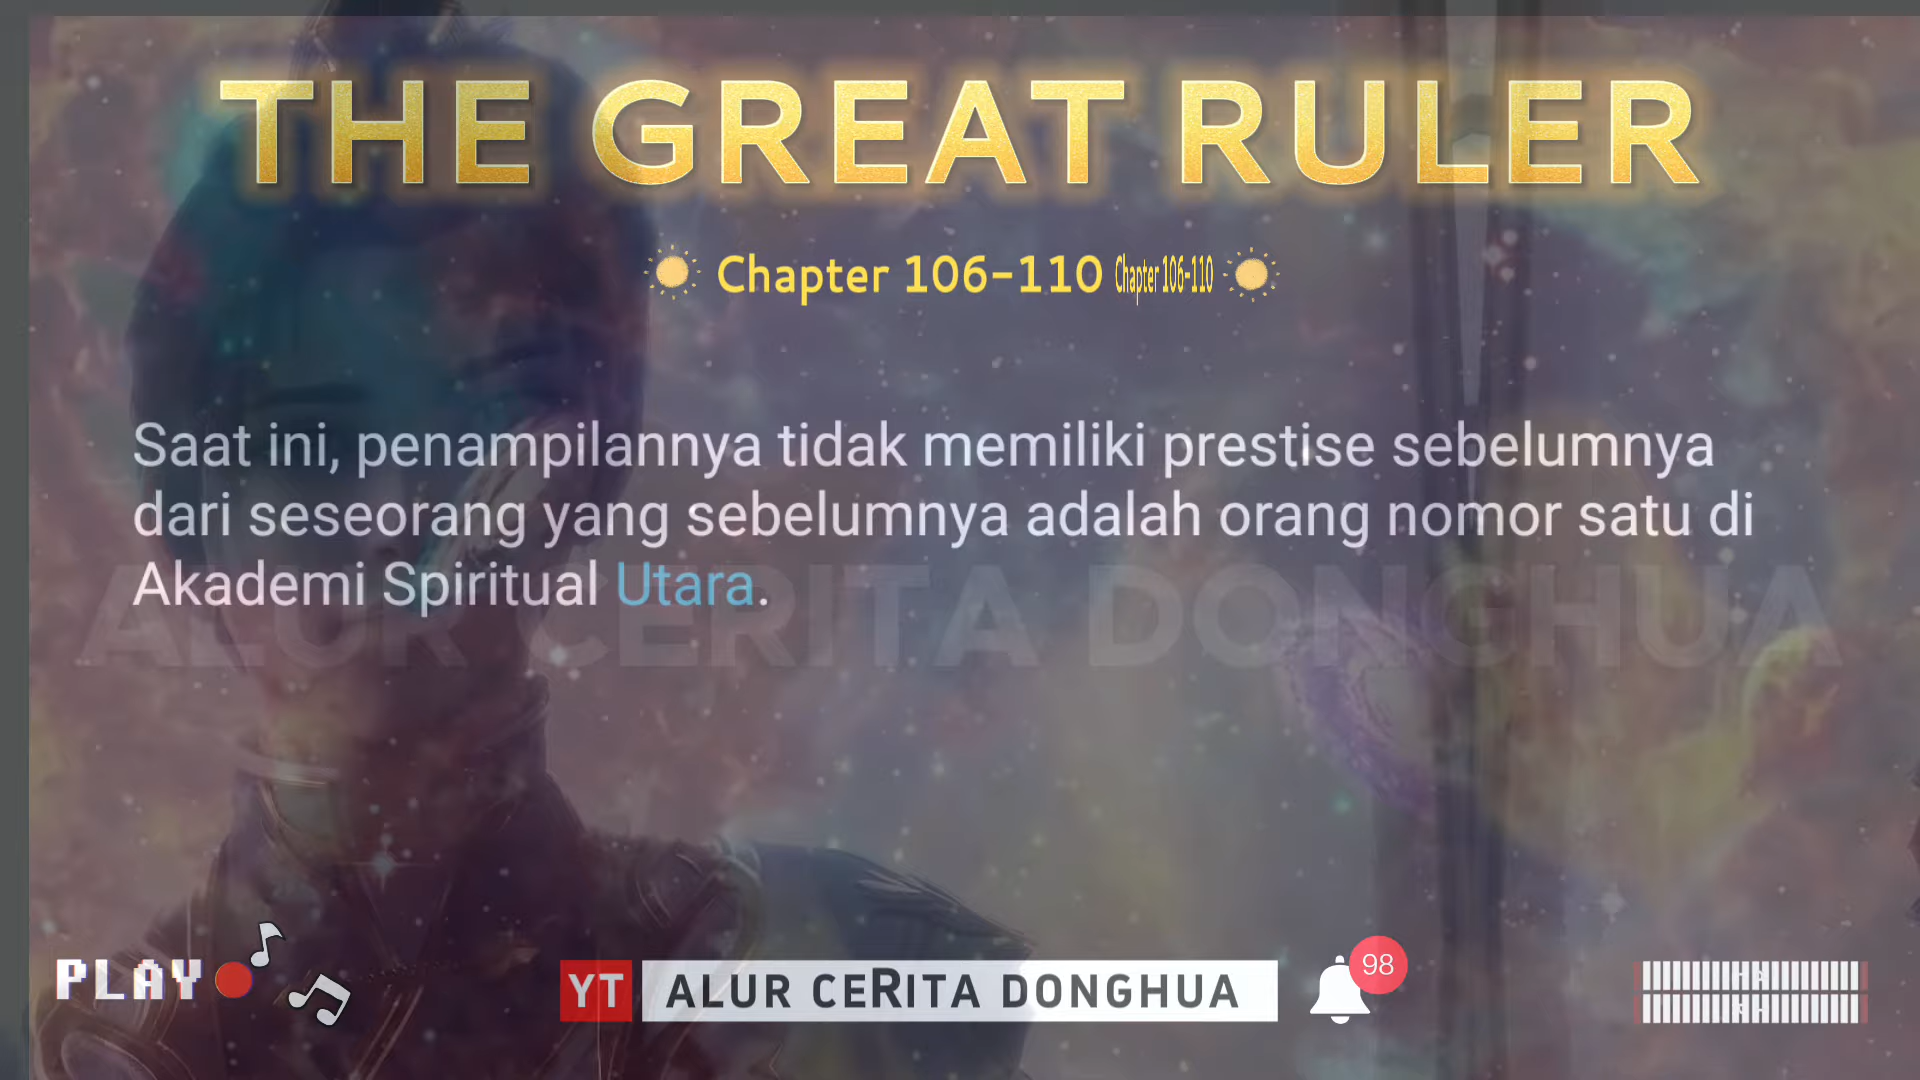 THE GREAT RULER
Chapter 106-110 Chapter 106-110
Saat ini, penampilannya tidak memiliki prestise sebelumnya
dari seseorang yang sebelumnya adalah orang nomor satu di
Akademi Spiritual Utara.
ALUR CERITA DONGHUA
PLAY
YT ALUR CERITA DONGHUA
98